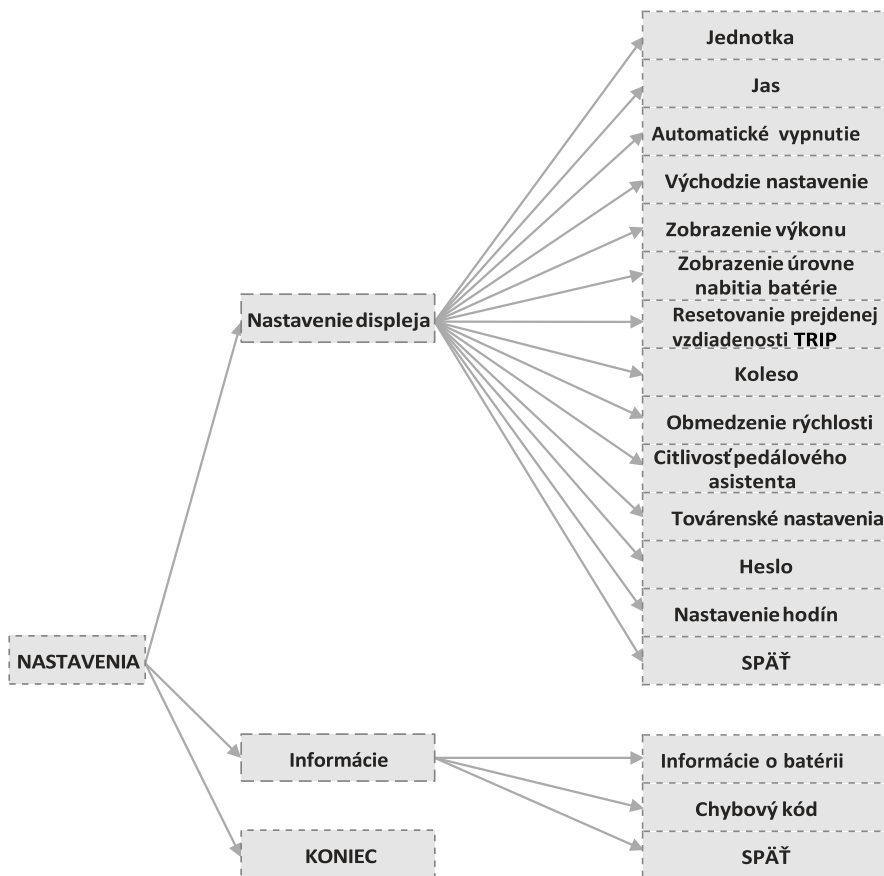 Jednotka
Jas
Automatické vypnutie
Východzie nastavenie
Zobrazenie výkonu
Zobrazenie úrovne
nabitia batérie
Nastavenie displeja
Resetovanie prejdenej
vzdiadenosti TRIP
Koleso
Obmedzenie rýchlosti
Citlivosť pedálového
asistenta
Továrenské nastavenia
Heslo
Nastavenie hodín
NASTAVENIA
SPÄŤ
Informácie
Informácie o batérii
Chybový kód
KONIEC
SPÄŤ